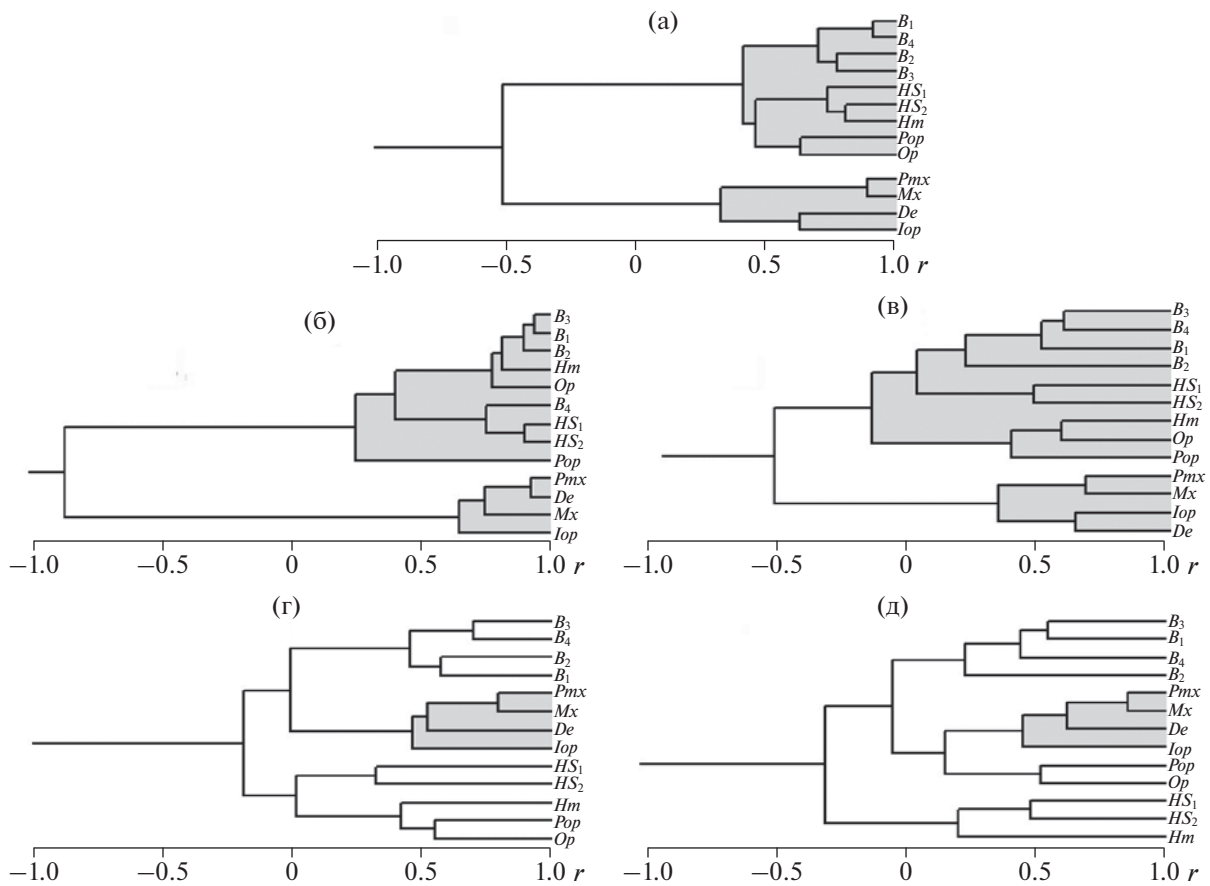 (а)
B₁
B₄
B₂
B₃
HS₁
HS₂
Hm
Pop
Op
Pmx
Mx
De
Iop
−1.0 −0.5 0 0.5 1.0 r
(б)
B₃
B₁
B₂
Hm
Op
B₄
HS₁
HS₂
Pop
Pmx
De
Mx
Iop
−1.0 −0.5 0 0.5 1.0 r
(в)
B₃
B₄
B₁
B₂
HS₁
HS₂
Hm
Op
Pop
Pmx
Mx
Iop
De
−1.0 −0.5 0 0.5 1.0 r
(г)
B₃
B₄
B₂
B₁
Pmx
Mx
De
Iop
HS₁
HS₂
Hm
Pop
Op
−1.0 −0.5 0 0.5 1.0 r
(д)
B₃
B₁
B₄
B₂
Pmx
Mx
De
Iop
Pop
Op
HS₁
HS₂
Hm
−1.0 −0.5 0 0.5 1.0 r